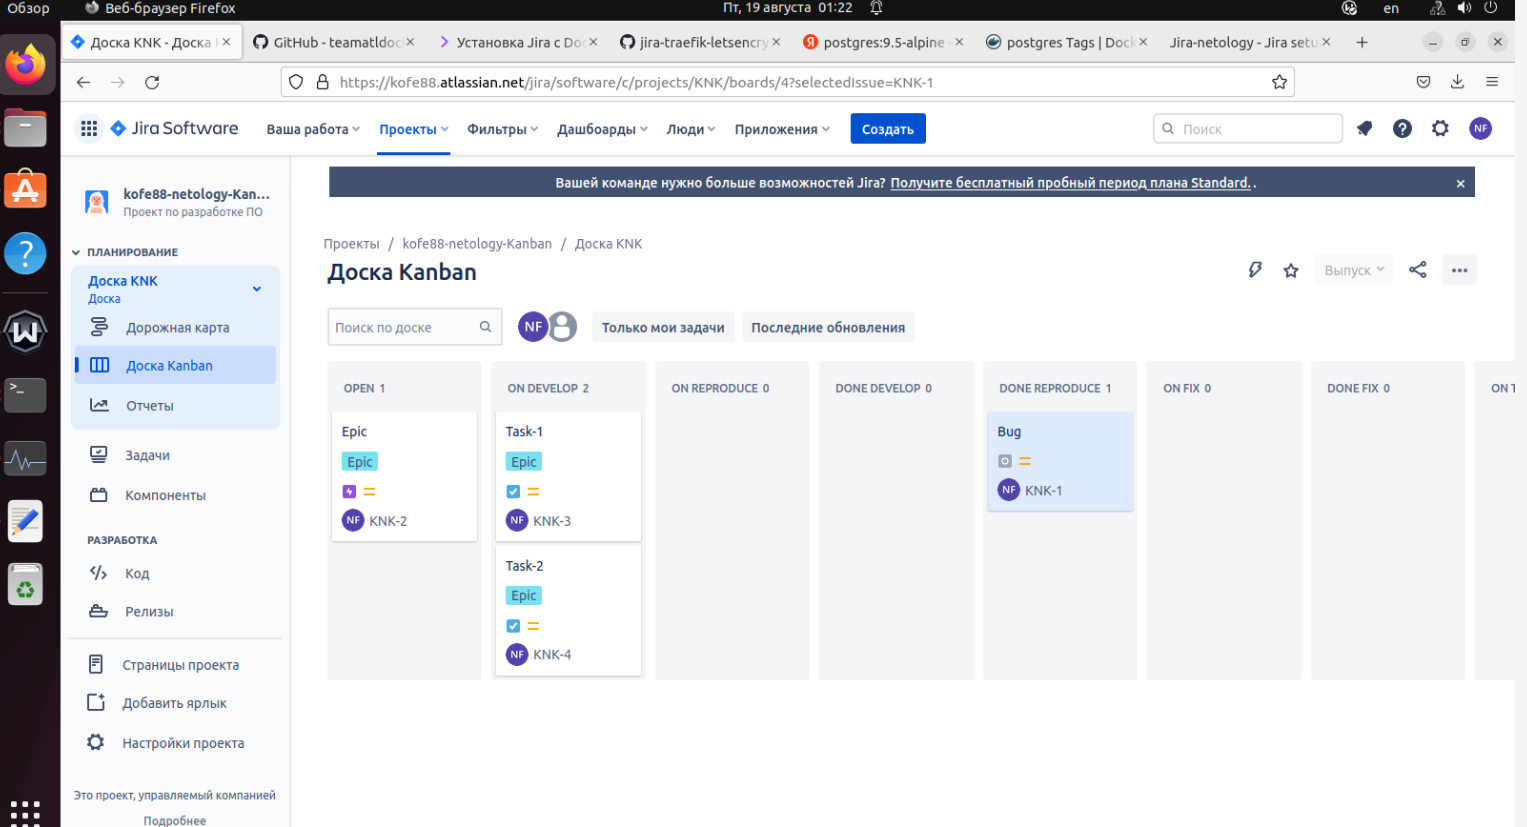 Обзор
Веб-браузер Firefox
Пт, 19 августа 01:22
en
Доска KNK - Доска
GitHub - teamatldoc
Установка Jira с Doc
jira-traefik-letsencry
postgres:9.5-alpine -
postgres Tags | Dock
Jira-netology - Jira setu
https://kofe88.atlassian.net/jira/software/c/projects/KNK/boards/4?selectedIssue=KNK-1
Jira Software
Ваша работа
Проекты
Фильтры
Дашборды
Люди
Приложения
Создать
Поиск
NF
kofe88-netology-Kan...
Проект по разработке ПО
ПЛАНИРОВАНИЕ
Доска KNK
Доска
Дорожная карта
Доска Kanban
Отчеты
Задачи
Компоненты
РАЗРАБОТКА
Код
Релизы
Страницы проекта
Добавить ярлык
Настройки проекта
Это проект, управляемый компанией
Подробнее
Вашей команде нужно больше возможностей Jira? Получите бесплатный пробный период плана Standard. .
Проекты / kofe88-netology-Kanban / Доска KNK
Доска Kanban
Выпуск
Поиск по доске
NF
Только мои задачи
Последние обновления
OPEN 1
ON DEVELOP 2
ON REPRODUCE 0
DONE DEVELOP 0
DONE REPRODUCE 1
ON FIX 0
DONE FIX 0
ON T
Epic
Epic
NF KNK-2
Task-1
Epic
NF KNK-3
Task-2
Epic
NF KNK-4
Bug
NF KNK-1